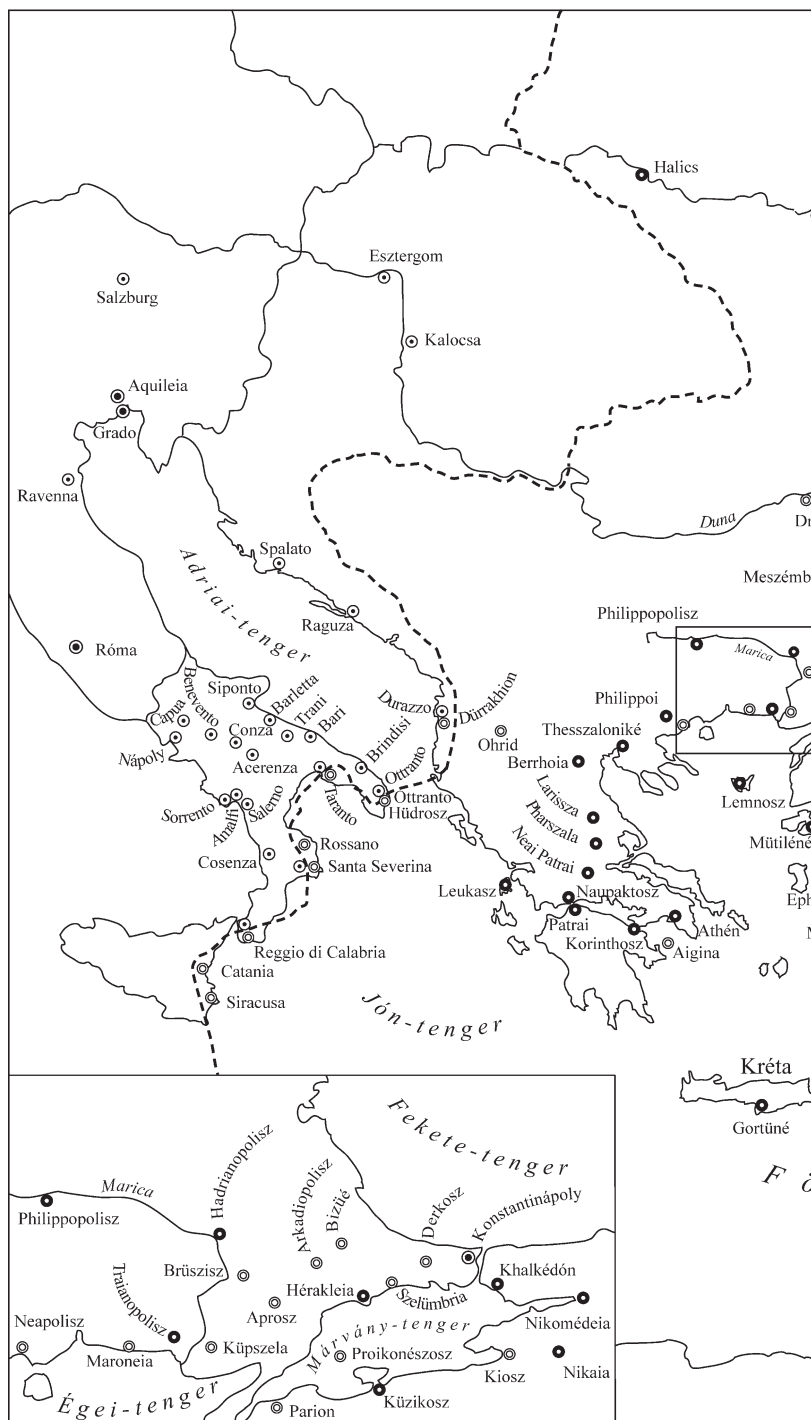 Halics
Esztergom
Salzburg
Kalocsa
Aquileia
Grado
Ravenna
Duna
Dr
Spalato
Adriai-tenger
Meszémb
Raguza
Philippopolisz
Róma
Marica
Benevento
Siponto
Barletta
Trani
Bari
Capua
Conza
Durazzo
Dürrakhion
Philippoi
Ohrid
Thesszaloniké
Nápoly
Acerenza
Brindisi
Ottranto
Berrhoia
Taranto
Ottranto
Hüdrosz
Larissza
Lemnosz
Sorrento
Amalfi
Salerno
Pharszala
Mütiléné
Rossano
Neai Patrai
Cosenza
Santa Severina
Leukasz
Naupaktosz
Eph
Patrai
Athén
Korinthosz
Aigina
M
Reggio di Calabria
Catania
Siracusa
Jón-tenger
Kréta
Gortüné
F ö
Fekete-tenger
Hadrianopolisz
Marica
Arkadiopolisz
Bizüé
Derkosz
Konstantinápoly
Philippopolisz
Brüszisz
Khalkédón
Traianopolisz
Hérakleia
Szelümbria
Aprosz
Nikomédeia
Neapolisz
Maroneia
Küpszela
Márvány-tenger
Proikonészosz
Kiosz
Nikaia
Égei-tenger
Küzikosz
Parion